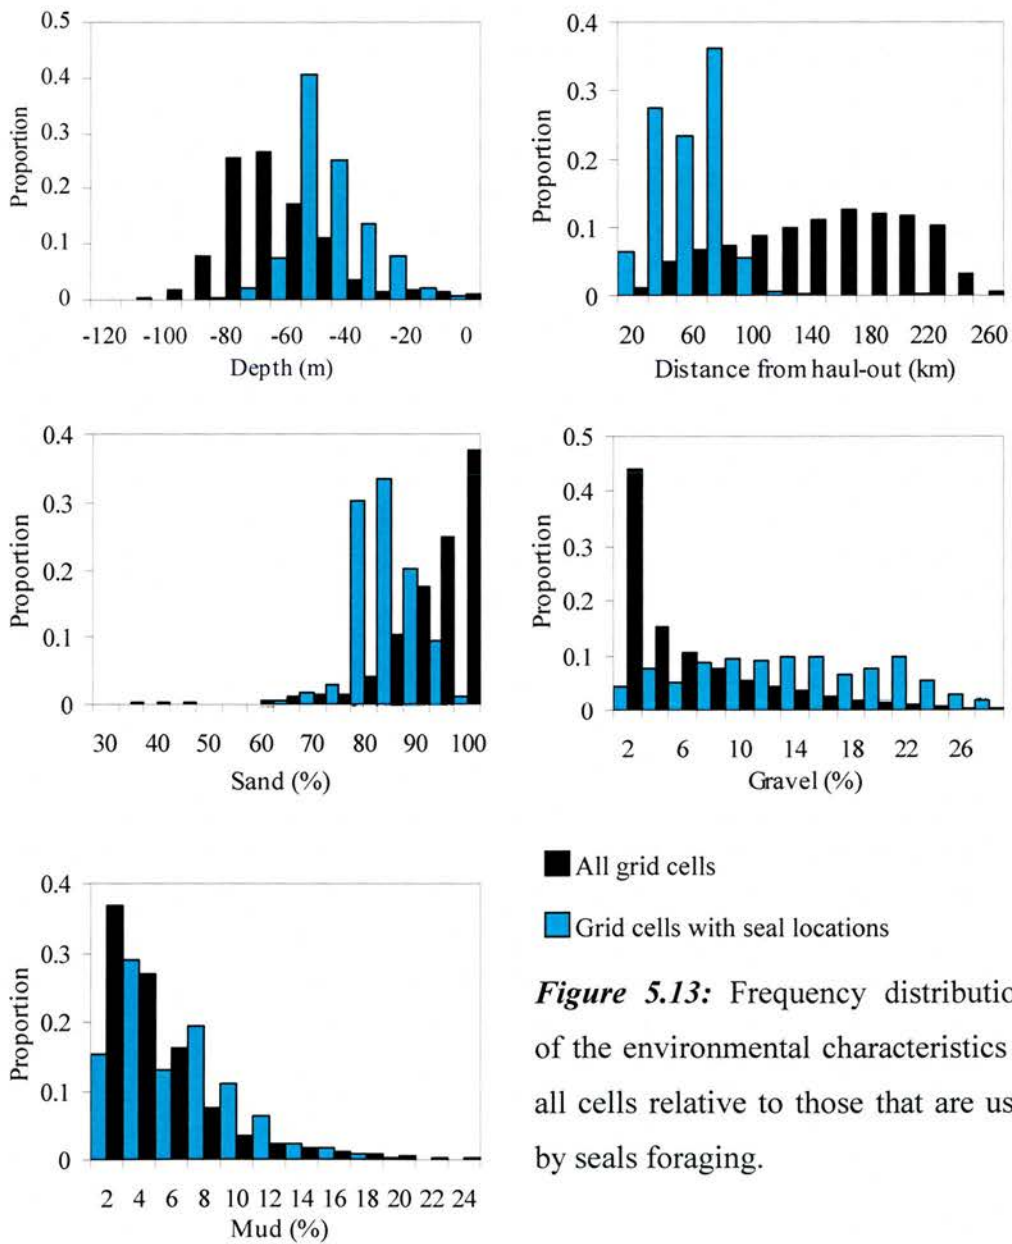 0.5
0.4
0.3
0.2
0.1
0
Proportion
-120 -100 -80 -60 -40 -20 0
Depth (m)
0.4
0.3
0.2
0.1
0
Proportion
20 60 100 140 180 220 260
Distance from haul-out (km)
0.4
0.3
0.2
0.1
0
Proportion
30 40 50 60 70 80 90 100
Sand (%)
0.5
0.4
0.3
0.2
0.1
0
Proportion
2 6 10 14 18 22 26
Gravel (%)
0.4
0.3
0.2
0.1
0
Proportion
2 4 6 8 10 12 14 16 18 20 22 24
Mud (%)
All grid cells
Grid cells with seal locations
Figure 5.13: Frequency distributio
of the environmental characteristics
all cells relative to those that are us
by seals foraging.